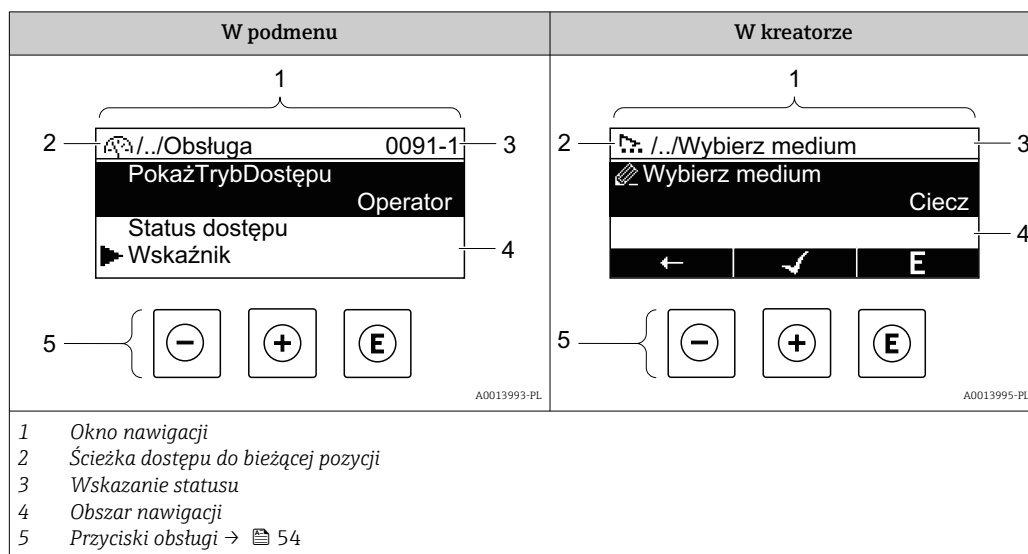 W podmenu
W kreatorze
1
2
/../Obsługa 0091-1
3
PokażTrybDostępu
Operator
Status dostępu
Wskaźnik
4
5
− + E
A0013993-PL
1
2
/../Wybierz medium
3
Wybierz medium
Ciecz
4
← ✓ E
5
− + E
A0013995-PL
1 Okno nawigacji
2 Ścieżka dostępu do bieżącej pozycji
3 Wskazanie statusu
4 Obszar nawigacji
5 Przyciski obsługi → 54